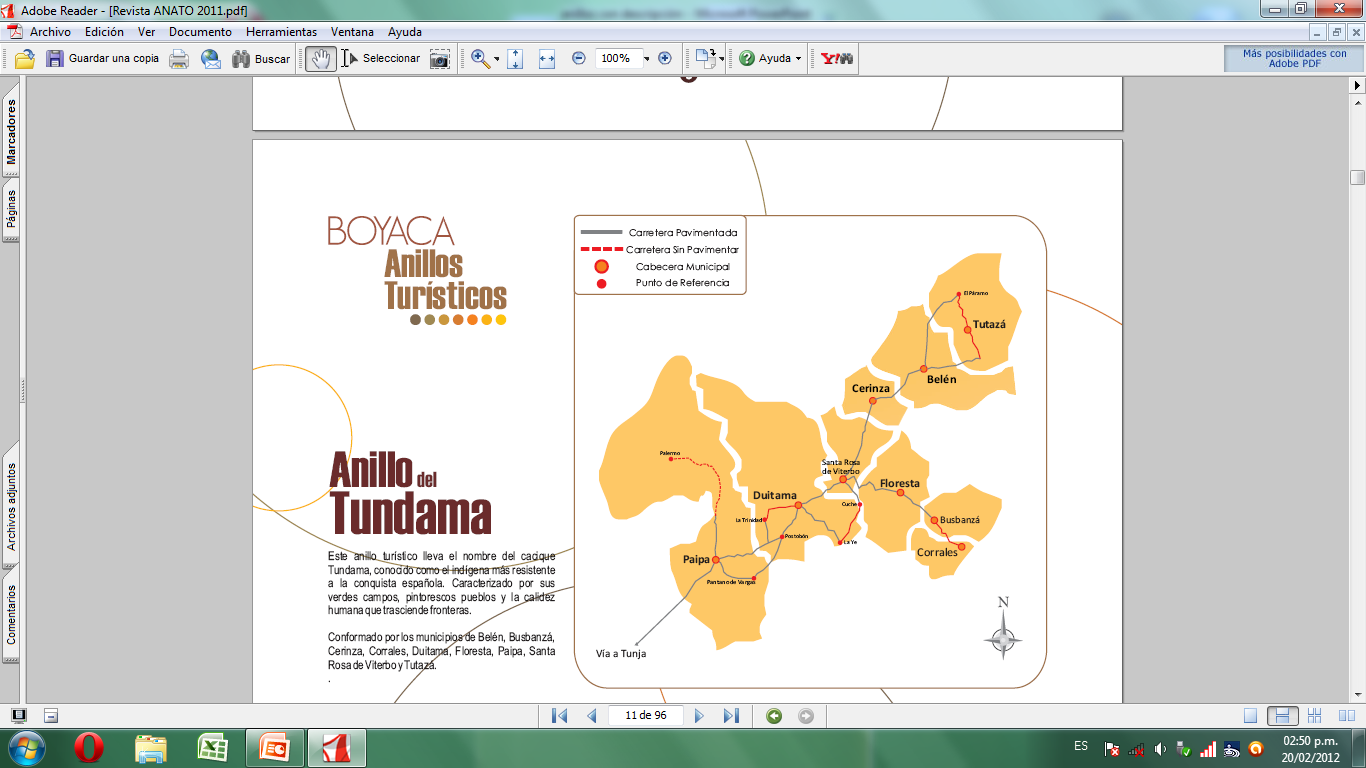 Adobe Reader - [Revista ANATO 2011.pdf]
Archivo Edición Ver Documento Herramientas Ventana Ayuda
Guardar una copia
Buscar
Seleccionar
100%
Ayuda
Y!
Más posibilidades con
Adobe PDF
Marcadores
Páginas
Archivos adjuntos
Comentarios
BOYACA
Anillos
Turísticos
Anillo del
Tundama
Este anillo turístico lleva el nombre del cacique
Tundama, conocido como el indígena más resistente
a la conquista española. Caracterizado por sus
verdes campos, pintorescos pueblos y la calidez
humana que trasciende fronteras.
Conformado por los municipios de Belén, Busbanzá,
Cerinza, Corrales, Duitama, Floresta, Paipa, Santa
Rosa de Viterbo y Tutazá.
.
Carretera Pavimentada
Carretera Sin Pavimentar
Cabecera Municipal
Punto de Referencia
El Páramo
Tutazá
Belén
Cerinza
Palermo
Santa Rosa
de Viterbo
Floresta
Duitama
Cuche
La Trinidad
Busbanzá
Postobón
La Ye
Corrales
Paipa
Pantano de Vargas
N
Vía a Tunja
11 de 96
ES
02:50 p.m.
20/02/2012